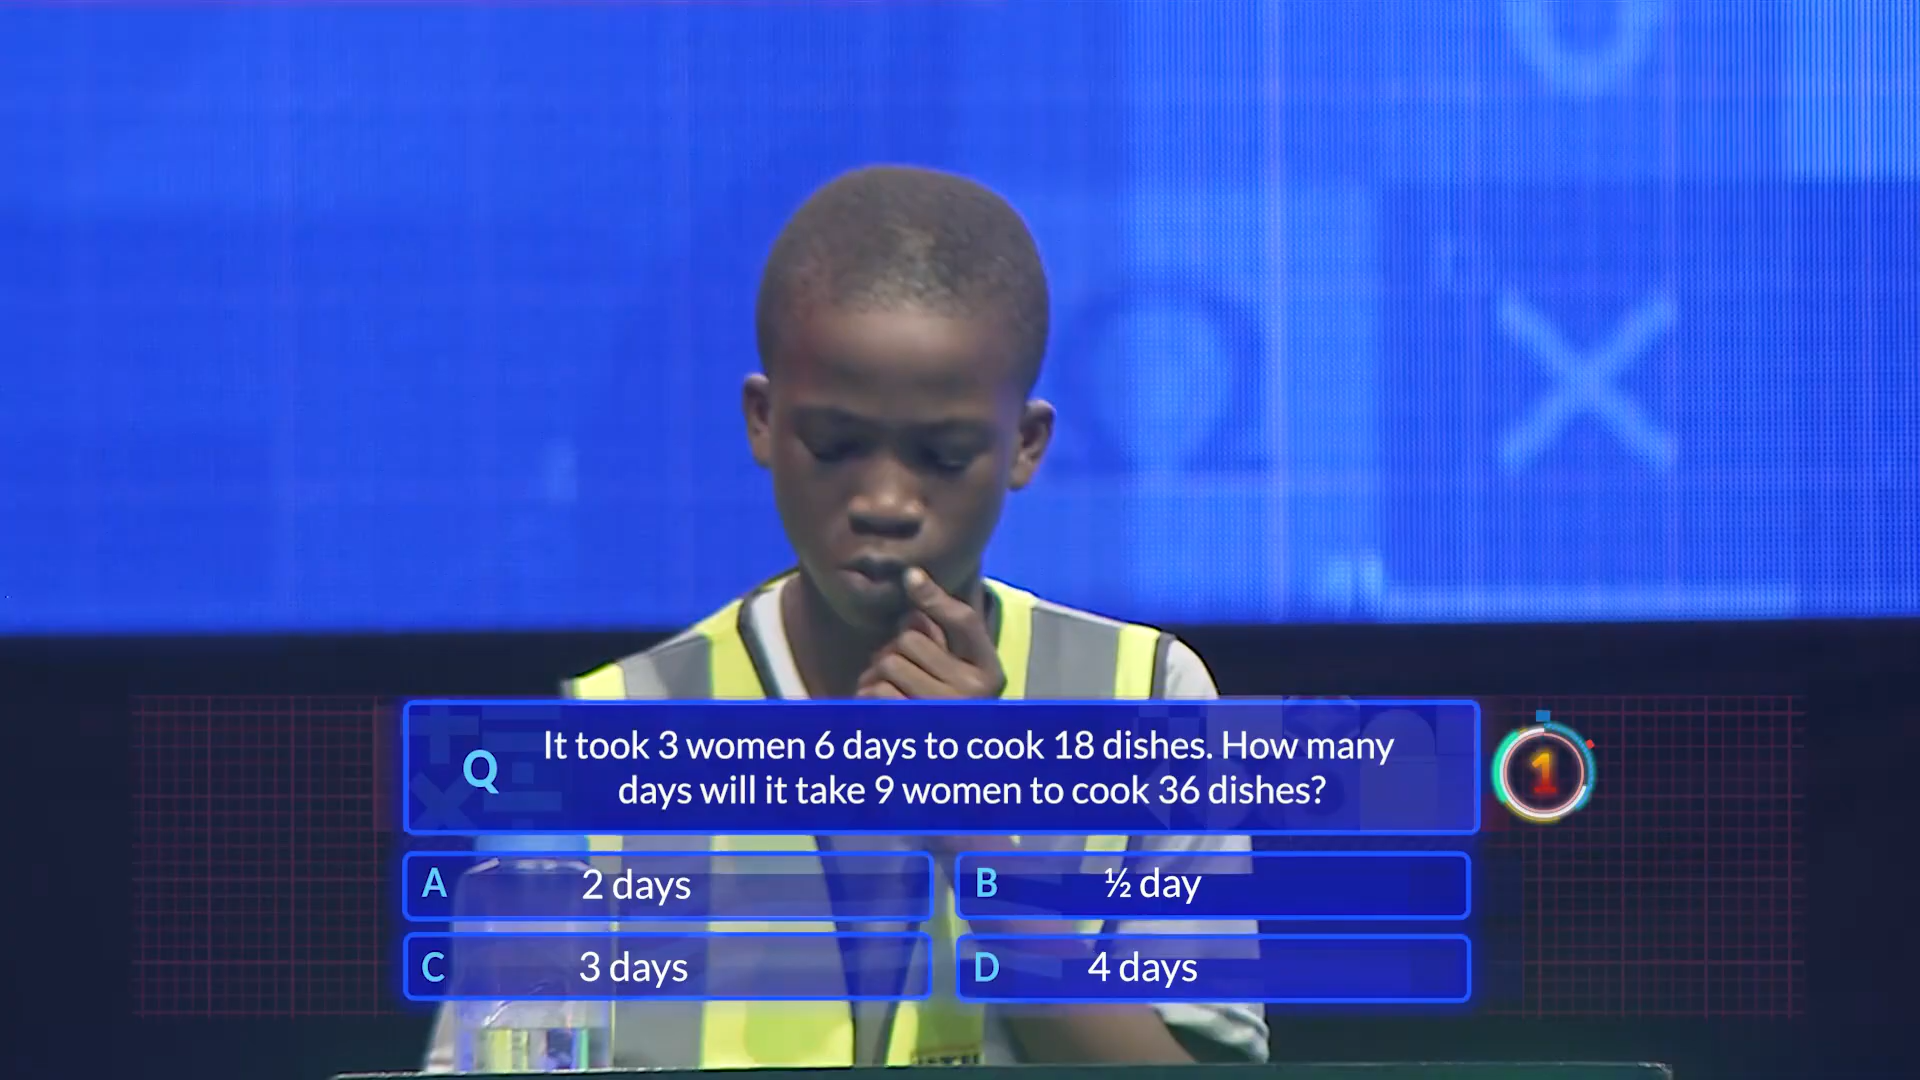 Q
It took 3 women 6 days to cook 18 dishes. How many
days will it take 9 women to cook 36 dishes?
1
A 2 days
B ½ day
C 3 days
D 4 days